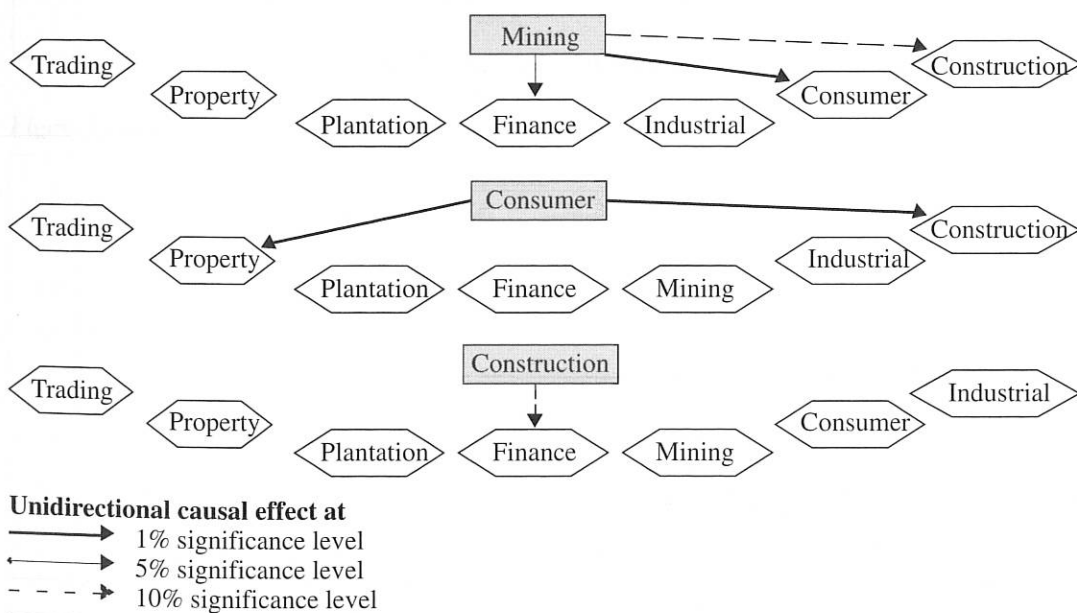 Mining
Trading
Construction
Property
Consumer
Plantation
Finance
Industrial
Consumer
Trading
Construction
Property
Industrial
Plantation
Finance
Mining
Construction
Trading
Industrial
Property
Consumer
Plantation
Finance
Mining
Unidirectional causal effect at
1% significance level
5% significance level
10% significance level